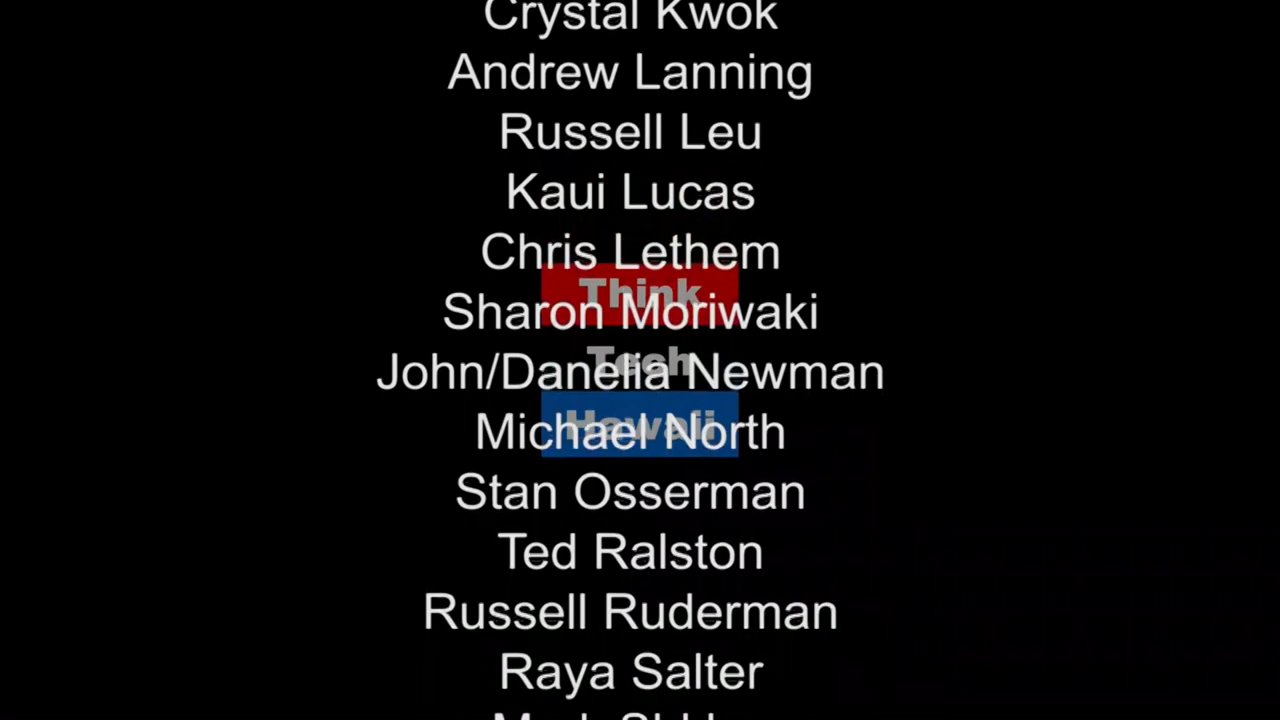 Crystal Kwok
Andrew Lanning
Russell Leu
Kaui Lucas
Chris Lethem
Think
Sharon Moriwaki
Tech
John/Danelia Newman
Hawaii
Michael North
Stan Osserman
Ted Ralston
Russell Ruderman
Raya Salter